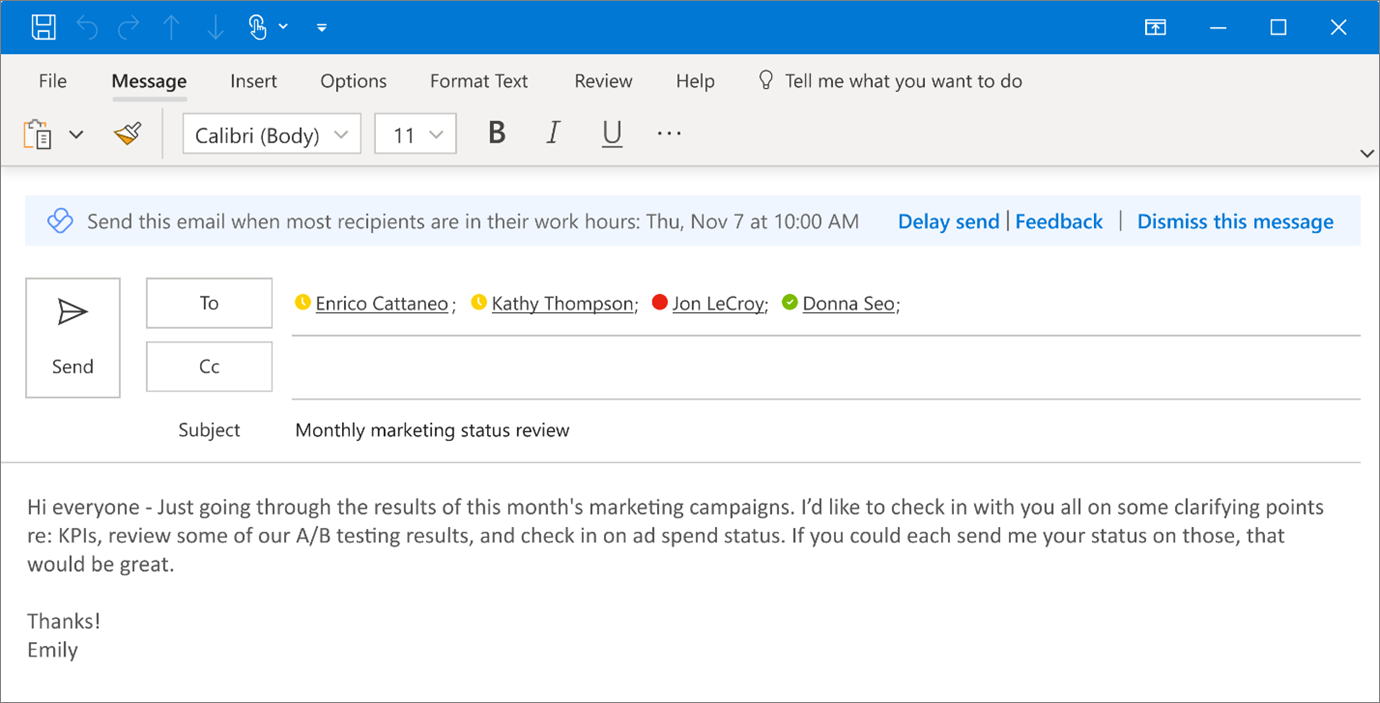 File Message Insert Options Format Text Review Help Tell me what you want to do
Calibri (Body) 11 B I U ...
Send this email when most recipients are in their work hours: Thu, Nov 7 at 10:00 AM Delay send | Feedback | Dismiss this message
To Enrico Cattaneo; Kathy Thompson; Jon LeCroy; Donna Seo;
Send
Cc
Subject Monthly marketing status review
Hi everyone - Just going through the results of this month's marketing campaigns. I’d like to check in with you all on some clarifying points
re: KPIs, review some of our A/B testing results, and check in on ad spend status. If you could each send me your status on those, that
would be great.
Thanks!
Emily